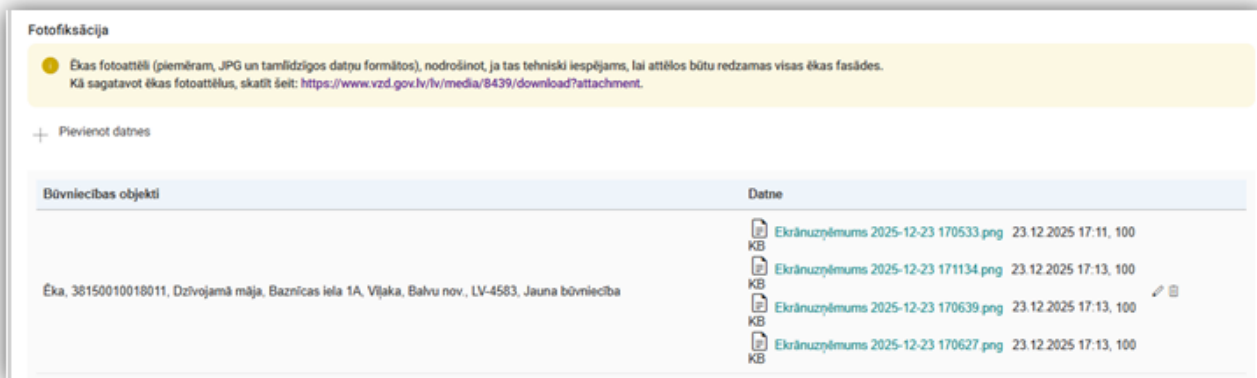 Fotofiksācija
Ēkas fotoattēli (piemēram, JPG un tamlīdzīgos datņu formātos), nodrošinot, ja tas tehniski iespējams, lai attēlos būtu redzamas visas ēkas fasādes.
Kā sagatavot ēkas fotoattēlus, skatīt šeit: https://www.vzd.gov.lv/lv/media/8439/download?attachment.
Pievienot datnes
Būvniecības objekti
Datne
Ēka, 38150010018011, Dzīvojamā māja, Baznīcas iela 1A, Viļaka, Balvu nov., LV-4583, Jauna būvniecība
Ekrānuzņēmums 2025-12-23 170533.png 23.12.2025 17:11, 100
KB
Ekrānuzņēmums 2025-12-23 171134.png 23.12.2025 17:13, 100
KB
Ekrānuzņēmums 2025-12-23 170639.png 23.12.2025 17:13, 100
KB
Ekrānuzņēmums 2025-12-23 170627.png 23.12.2025 17:13, 100
KB